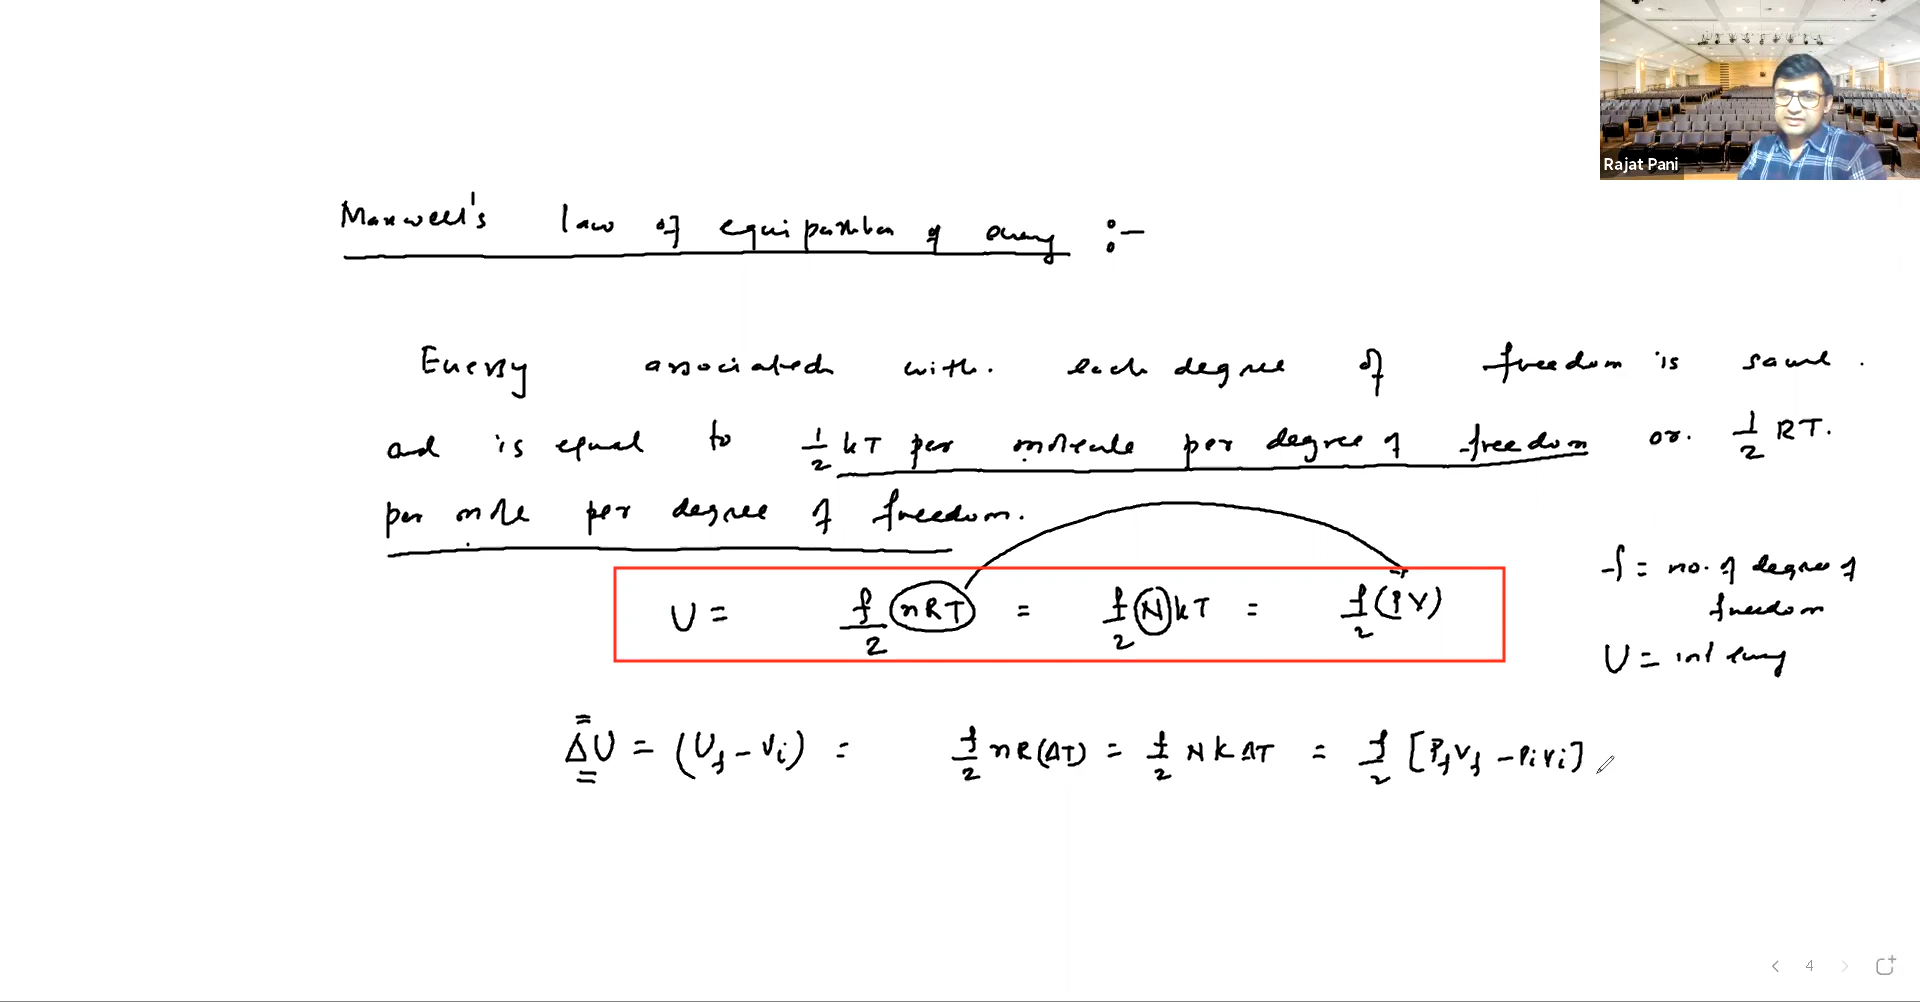 Rajat Pani
Maxwell's law of equipartition of energy :-
Energy associated with. each degree of freedom is same.
and is equal to 1/2 kT per molecule per degree of freedom or. 1/2 RT.
per mole per degree of freedom.
U = f/2 nRT = f/2 NkT = f/2 (PV)
f = no. of degree of
freedom
U = int energy
ΔU = (Uf - Ui) = f/2 nR(ΔT) = f/2 NkΔT = f/2 [PfVf - PiVi]
4